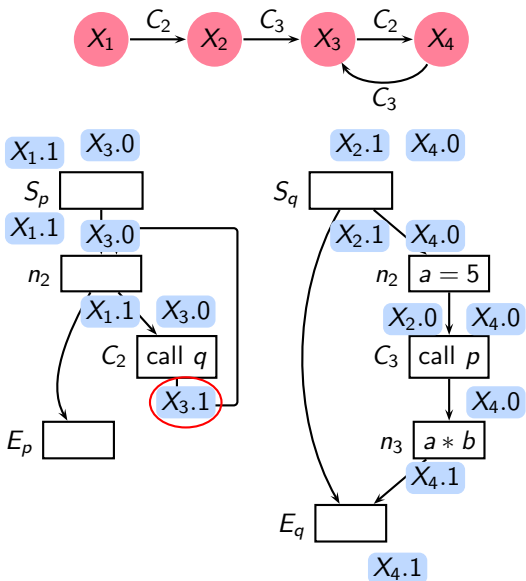 C₂ C₃ C₂
X₁ X₂ X₃ X₄
C₃
X₁.1 X₃.0 X₂.1 X₄.0
Sₚ S_q
X₁.1 X₃.0 X₂.1 X₄.0
n₂ n₂ a = 5
X₁.1 X₃.0 X₂.0 X₄.0
C₂ call q C₃ call p
X₃.1 X₄.0
Eₚ n₃ a ∗ b
X₄.1
E_q
X₄.1